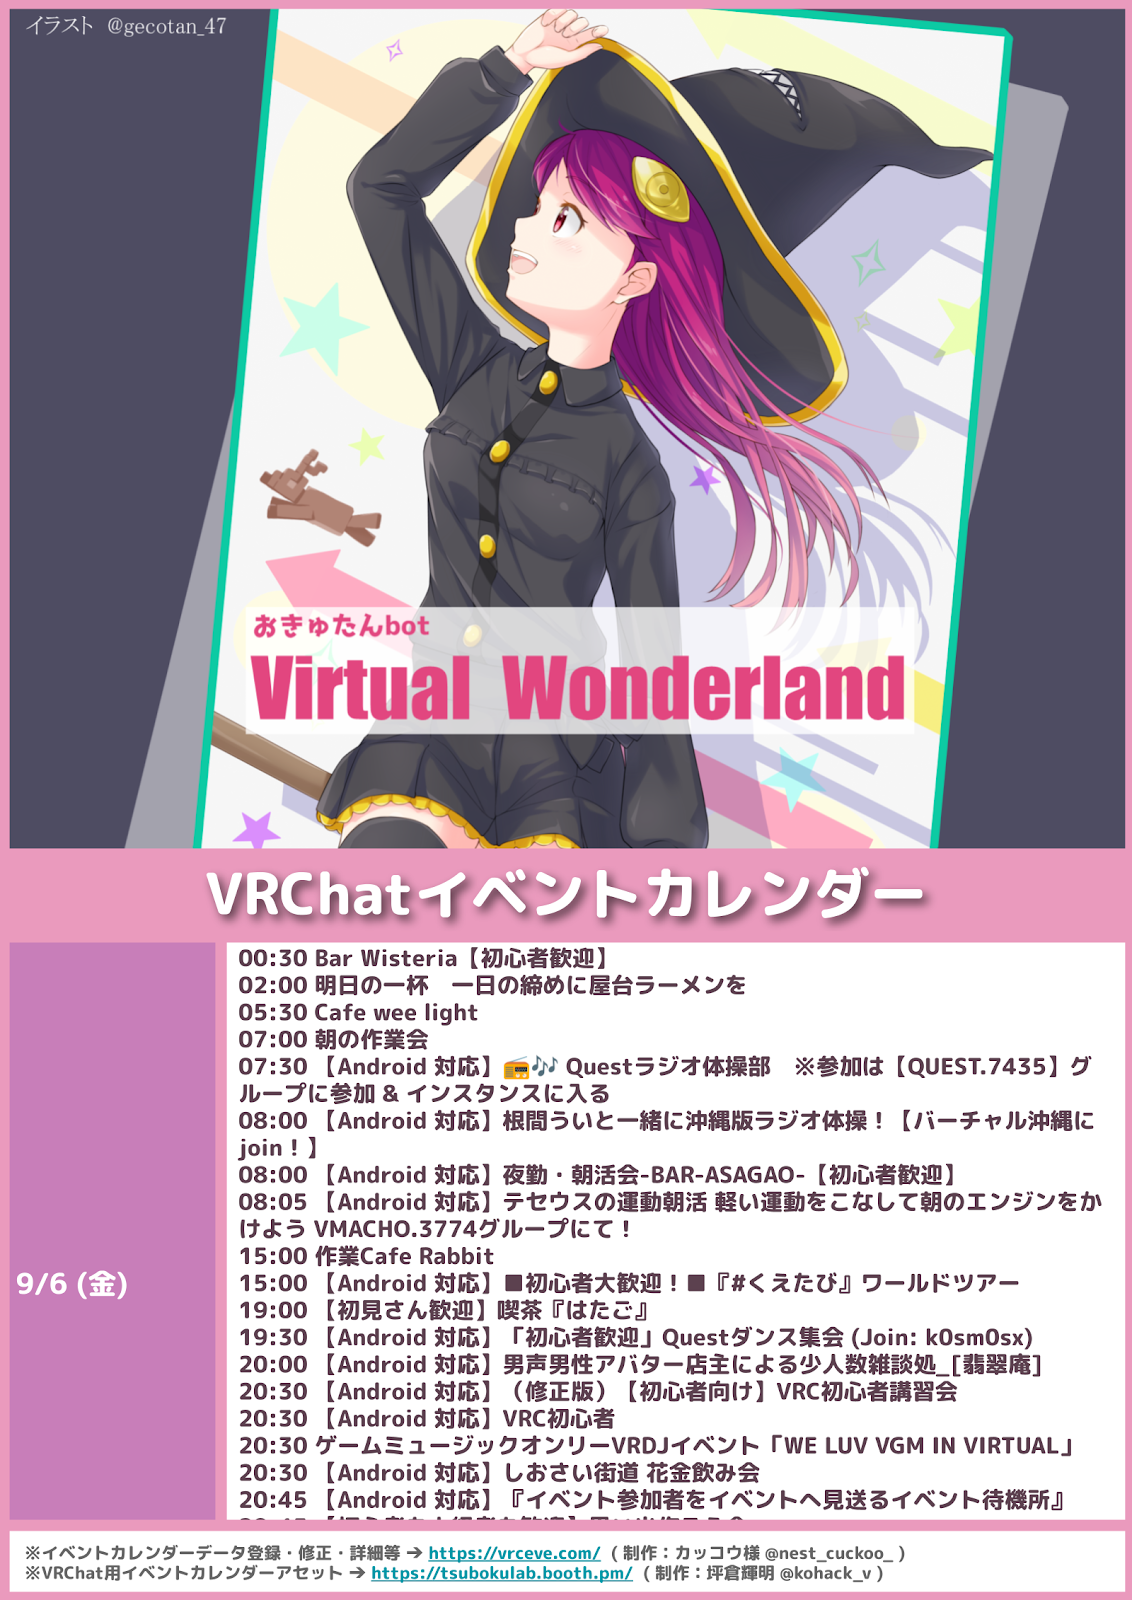 イラスト @gecotan_47
おきゅたんbot
Virtual Wonderland
VRChatイベントカレンダー
9/6 (金)
00:30 Bar Wisteria【初心者歓迎】
02:00 明日の一杯　一日の締めに屋台ラーメンを
05:30 Cafe wee light
07:00 朝の作業会
07:30 【Android 対応】📻🎶 Questラジオ体操部　※参加は【QUEST.7435】グ
ループに参加 & インスタンスに入る
08:00 【Android 対応】根間ういと一緒に沖縄版ラジオ体操！【バーチャル沖縄に
join！】
08:00 【Android 対応】夜勤・朝活会-BAR-ASAGAO-【初心者歓迎】
08:05 【Android 対応】テセウスの運動朝活 軽い運動をこなして朝のエンジンをか
けよう VMACHO.3774グループにて！
15:00 作業Cafe Rabbit
15:00 【Android 対応】■初心者大歓迎！■『#くえたび』ワールドツアー
19:00 【初見さん歓迎】喫茶『はたご』
19:30 【Android 対応】「初心者歓迎」Questダンス集会 (Join: k0sm0sx)
20:00 【Android 対応】男声男性アバター店主による少人数雑談処_[翡翠庵]
20:30 【Android 対応】（修正版）【初心者向け】VRC初心者講習会
20:30 【Android 対応】VRC初心者
20:30 ゲームミュージックオンリーVRDJイベント「WE LUV VGM IN VIRTUAL」
20:30 【Android 対応】しおさい街道 花金飲み会
20:45 【Android 対応】『イベント参加者をイベントへ見送るイベント待機所』
※イベントカレンダーデータ登録・修正・詳細等 → https://vrceve.com/ （ 制作：カッコウ様 @nest_cuckoo_ ）
※VRChat用イベントカレンダーアセット → https://tsubokulab.booth.pm/ （ 制作：坪倉輝明 @kohack_v ）